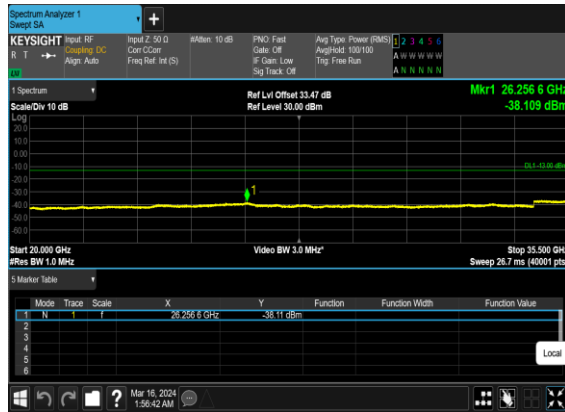 Spectrum Analyzer 1
Swept SA
KEYSIGHT Input: RF Input Z: 50 Ω #Atten: 10 dB PNO: Fast Avg Type: Power (RMS) 1 2 3 4 5 6
R T Coupling: DC Corr CCorr Gate: Off Avg|Hold: 100/100 A W W W W W
Align: Auto Freq Ref: Int (S) IF Gain: Low Trig: Free Run
LU Sig Track: Off A N N N N N
1 Spectrum Ref Lvl Offset 33.47 dB Mkr1 26.256 6 GHz
Scale/Div 10 dB Ref Level 30.00 dBm -38.109 dBm
Log
20.0
10.0
0.00
-10.0 DL1 -13.00 dBm
-20.0
-30.0 1
-40.0
-50.0
-60.0
Start 20.000 GHz Video BW 3.0 MHz* Stop 35.500 GHz
#Res BW 1.0 MHz Sweep 26.7 ms (40001 pts)
5 Marker Table
Mode Trace Scale X Y Function Function Width Function Value
1 N 1 f 26.256 6 GHz -38.11 dBm
2
3
4
5 Local
6
? Mar 16, 2024
1:56:42 AM